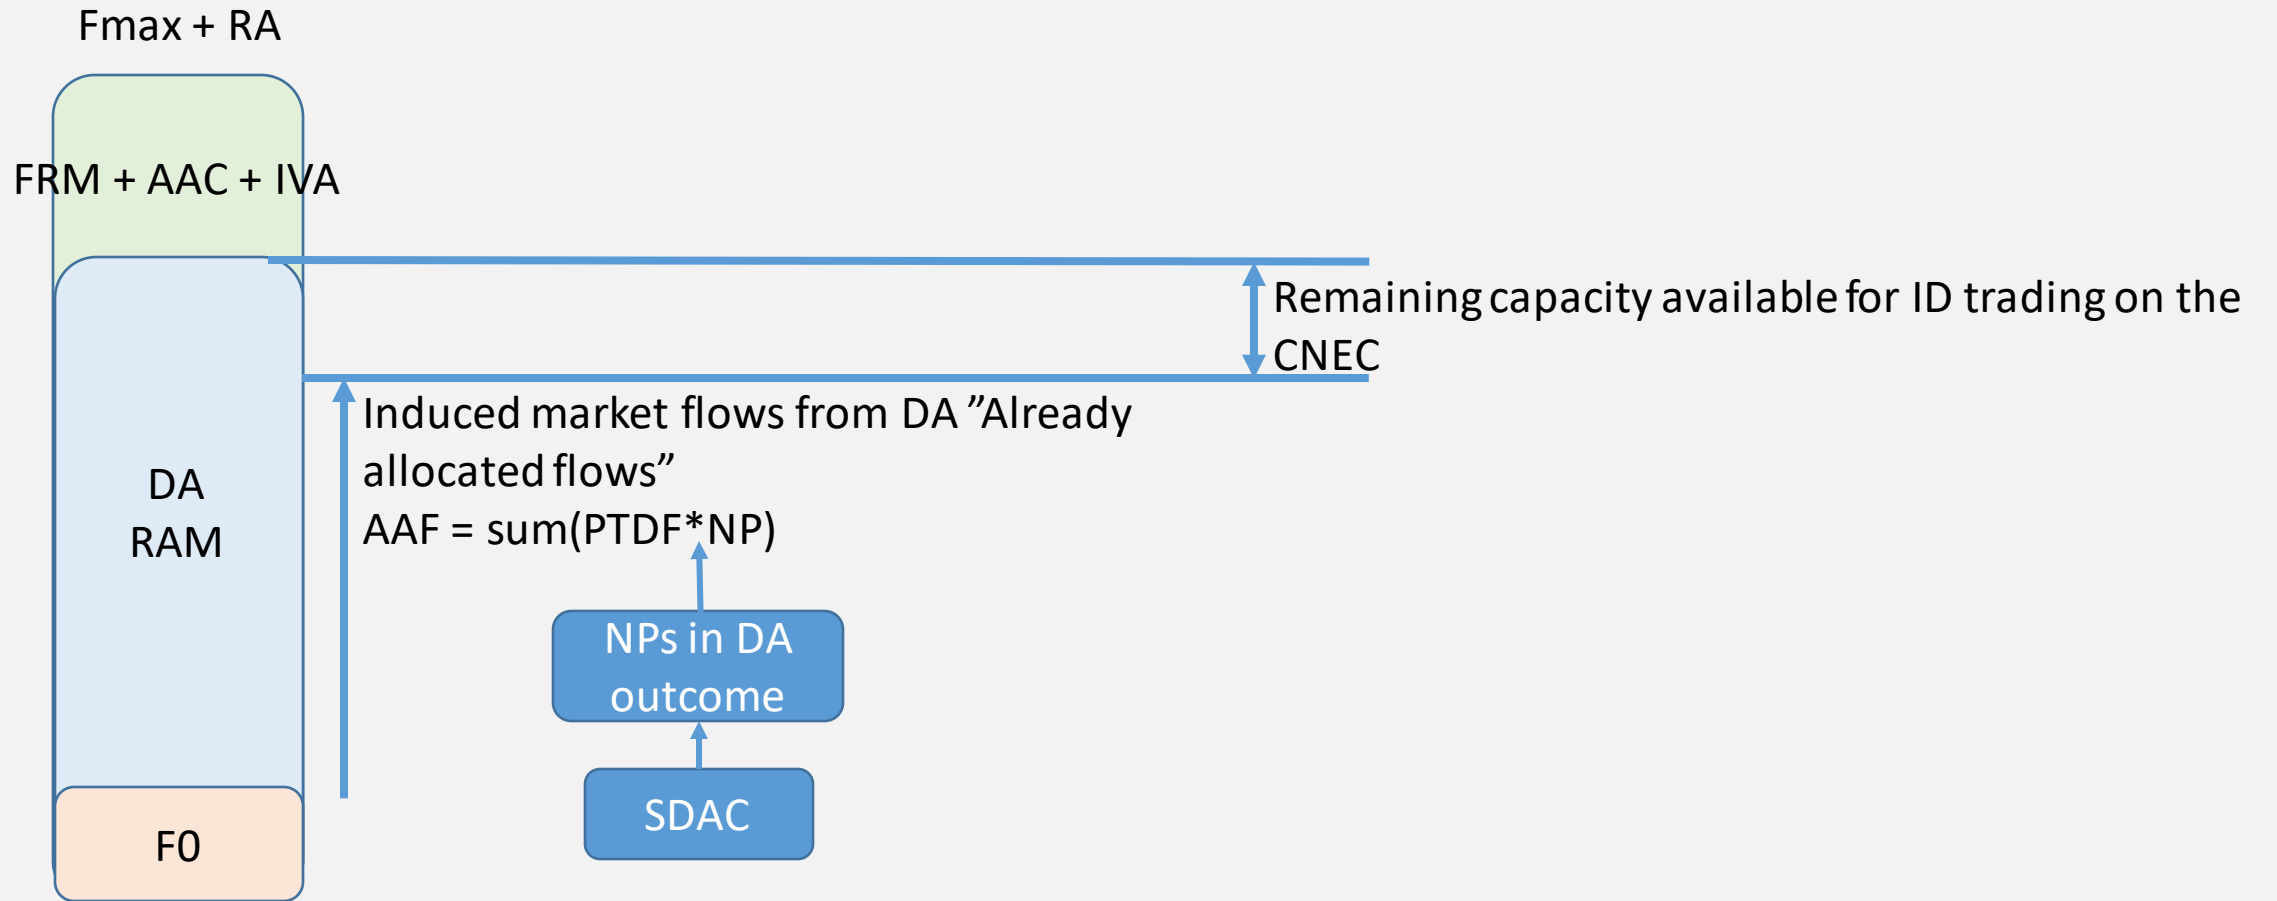 Fmax + RA
FRM + AAC + IVA
Remaining capacity available for ID trading on the
CNEC
Induced market flows from DA ”Already
allocated flows”
AAF = sum(PTDF*NP)
DA
RAM
NPs in DA
outcome
SDAC
F0